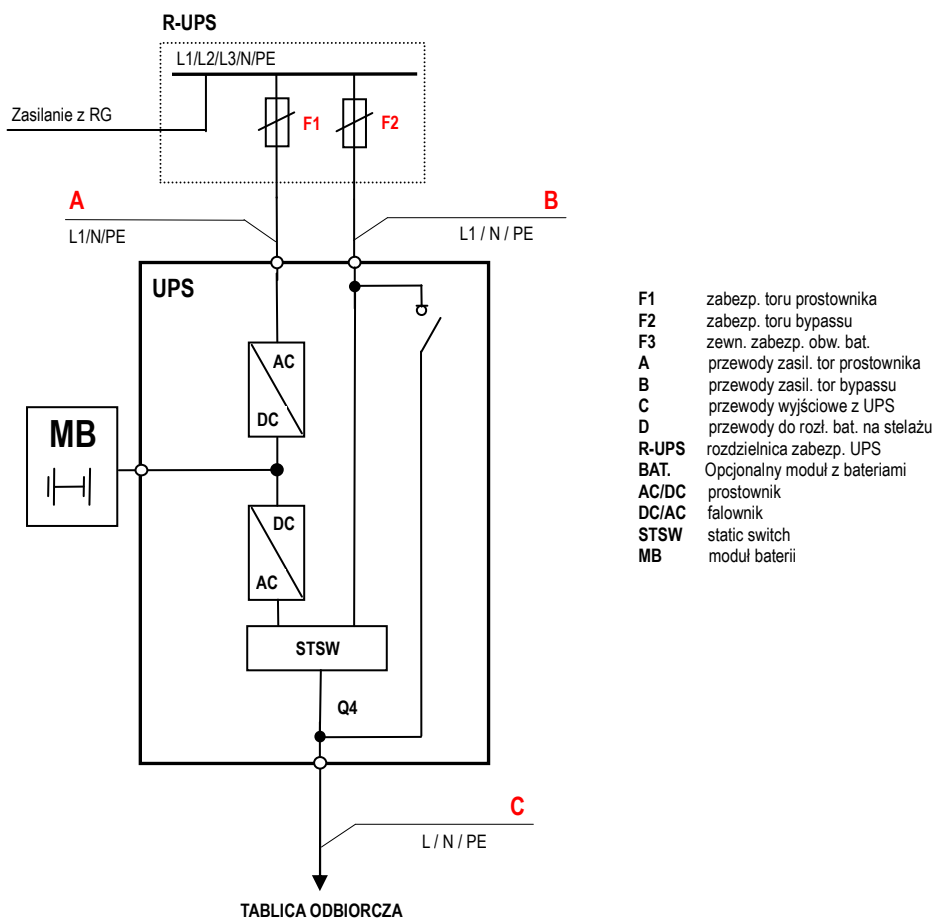 R-UPS
L1/L2/L3/N/PE
Zasilanie z RG
F1
F2
A
L1/N/PE
B
L1 / N / PE
UPS
AC
DC
MB
DC
AC
STSW
Q4
C
L / N / PE
TABLICA ODBIORCZA
F1 zabezp. toru prostownika
F2 zabezp. toru bypassu
F3 zewn. zabezp. obw. bat.
A przewody zasil. tor prostownika
B przewody zasil. tor bypassu
C przewody wyjściowe z UPS
D przewody do rozł. bat. na stelażu
R-UPS rozdzielnica zabezp. UPS
BAT. Opcjonalny moduł z bateriami
AC/DC prostownik
DC/AC falownik
STSW static switch
MB moduł baterii